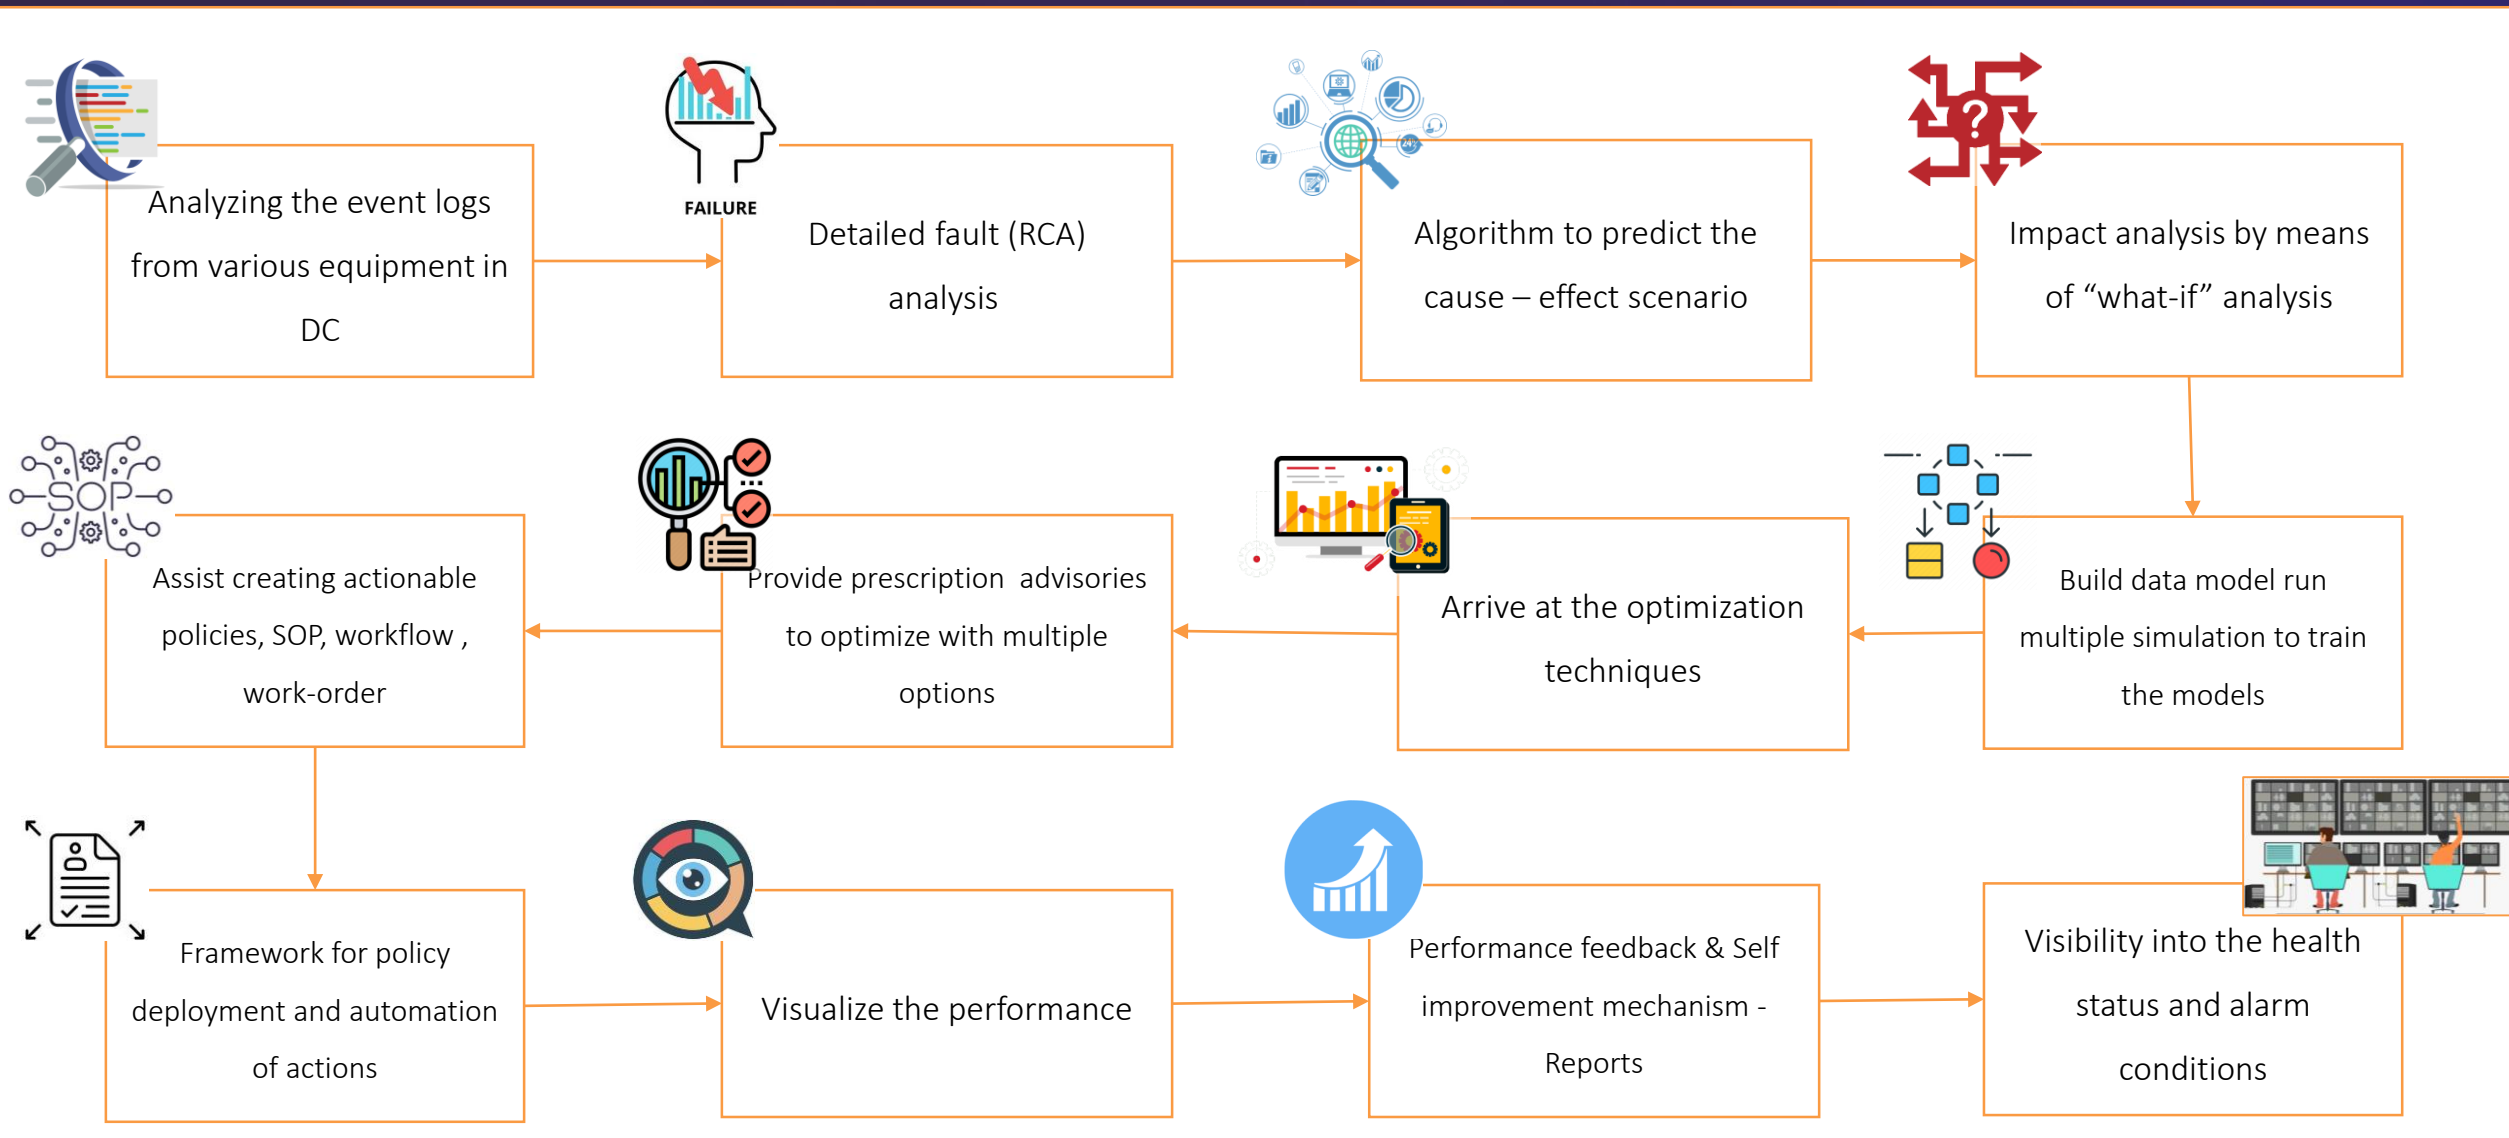 FAILURE
Analyzing the event logs
from various equipment in
DC
Detailed fault (RCA)
analysis
24h
Algorithm to predict the
cause – effect scenario
?
Impact analysis by means
of “what-if” analysis
SOP
Assist creating actionable
policies, SOP, workflow ,
work-order
Provide prescription  advisories
to optimize with multiple
options
Arrive at the optimization
techniques
Build data model run
multiple simulation to train
the models
Framework for policy
deployment and automation
of actions
Visualize the performance
Performance feedback & Self
improvement mechanism -
Reports
Visibility into the health
status and alarm
conditions